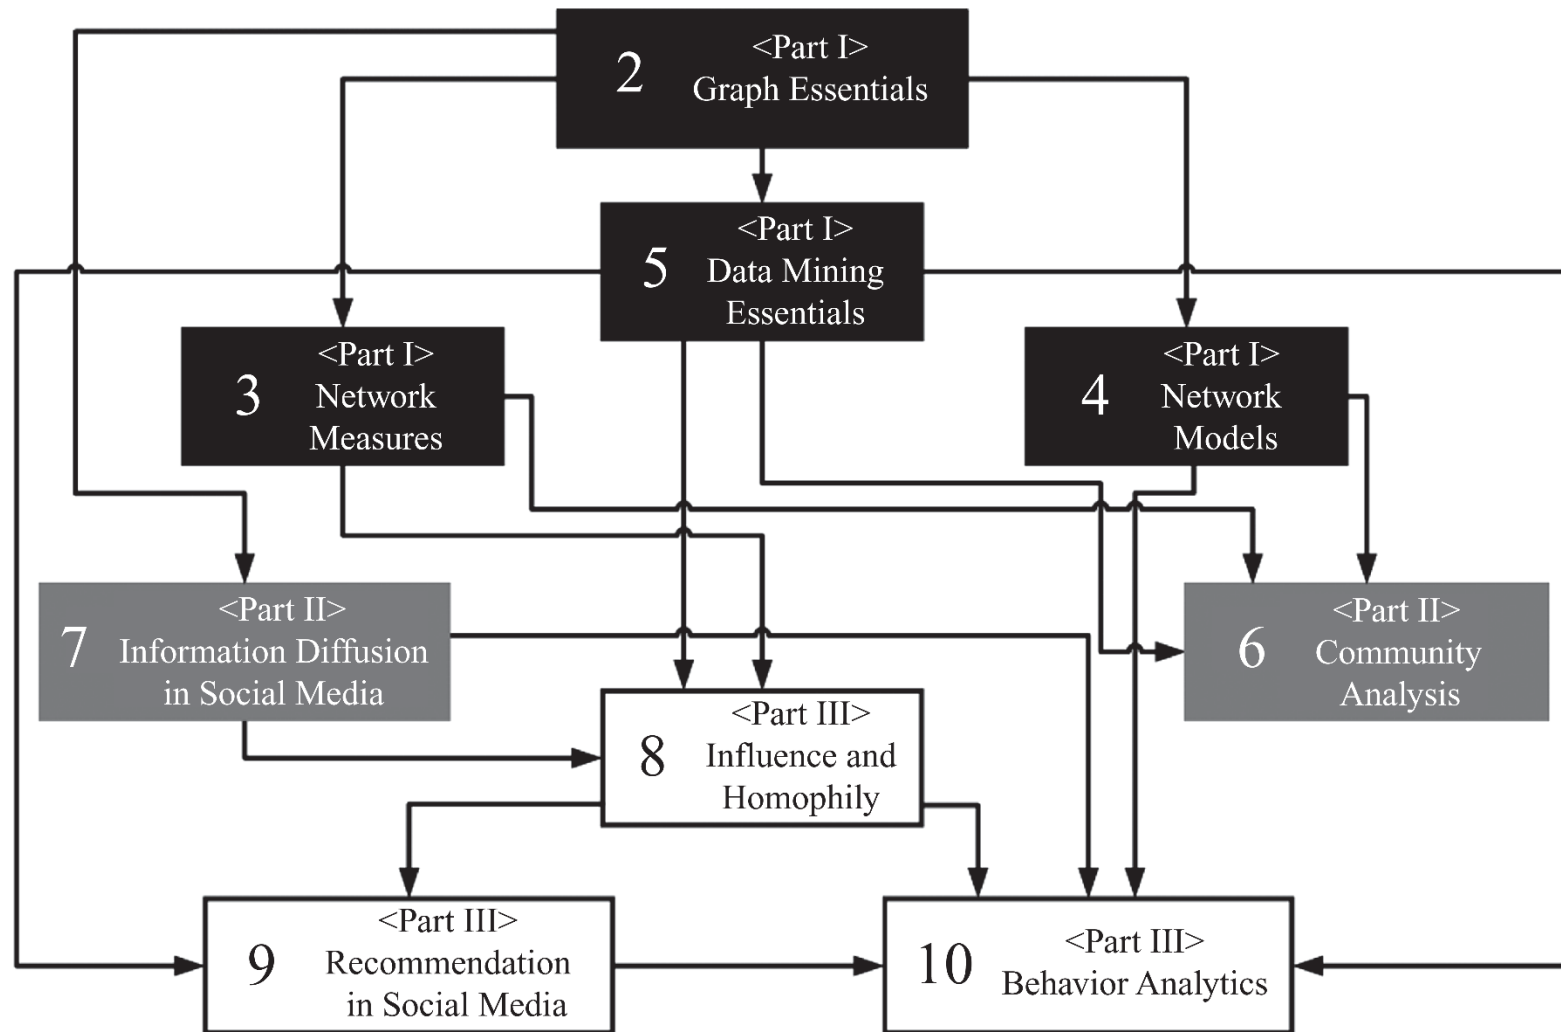 <Part I>
2
Graph Essentials
<Part I>
5
Data Mining
Essentials
<Part I>
3
Network
Measures
<Part I>
4
Network
Models
<Part II>
7
Information Diffusion
in Social Media
<Part II>
6
Community
Analysis
<Part III>
8
Influence and
Homophily
<Part III>
9
Recommendation
in Social Media
<Part III>
10
Behavior Analytics